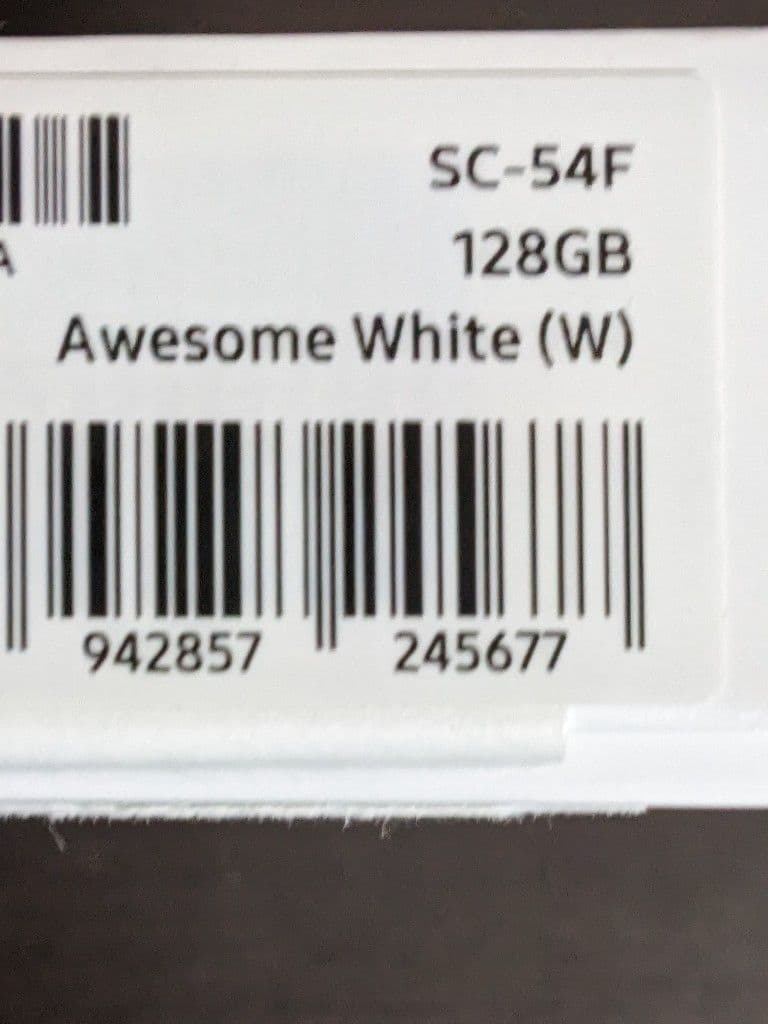 SC-54F
128GB
A
Awesome White (W)
942857 245677